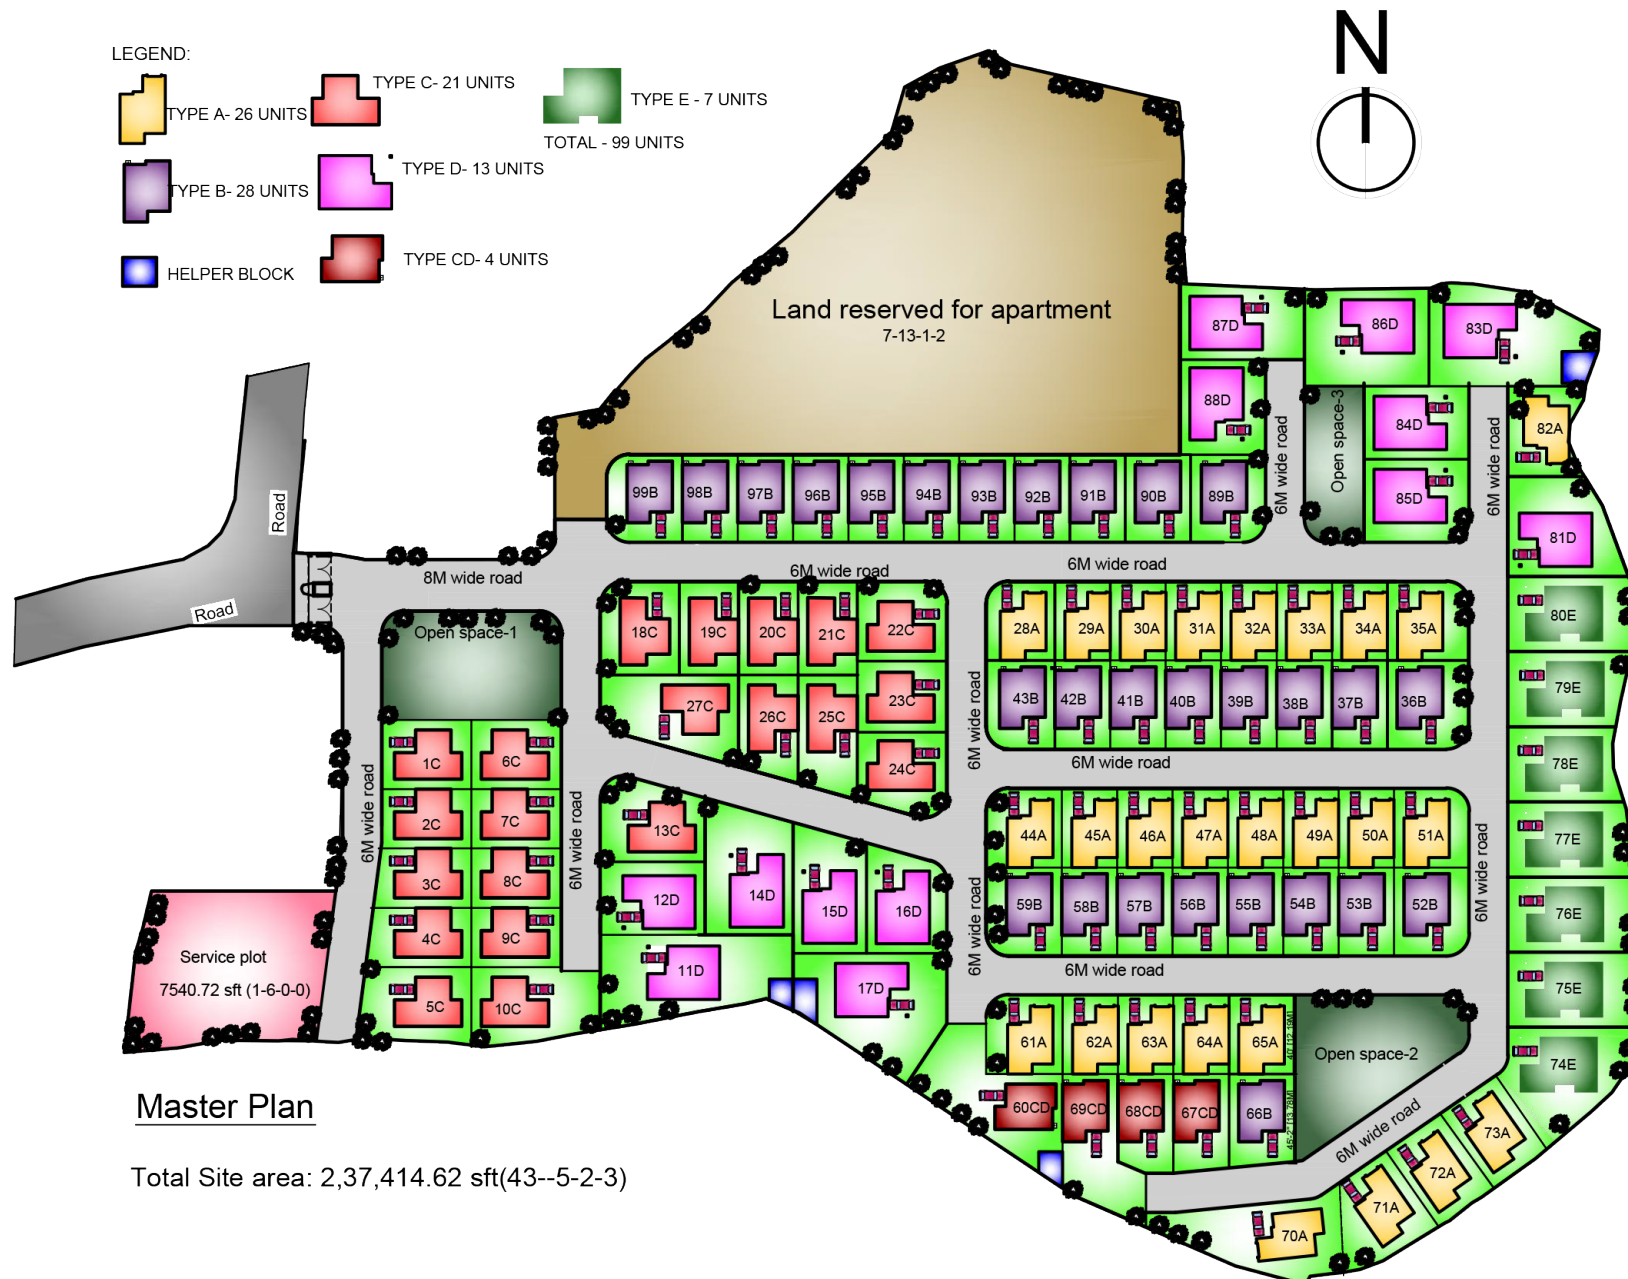 N
LEGEND:
TYPE A- 26 UNITS
TYPE C- 21 UNITS
TYPE E - 7 UNITS
TOTAL - 99 UNITS
TYPE B- 28 UNITS
TYPE D- 13 UNITS
HELPER BLOCK
TYPE CD- 4 UNITS
Land reserved for apartment
7-13-1-2
87D
86D
83D
88D
84D
85D
82A
81D
Open space-3
6M wide road
6M wide road
99B
98B
97B
96B
95B
94B
93B
92B
91B
90B
89B
Road
Road
8M wide road
6M wide road
6M wide road
Open space-1
18C
19C
20C
21C
22C
23C
24C
27C
26C
25C
28A
29A
30A
31A
32A
33A
34A
35A
43B
42B
41B
40B
39B
38B
37B
36B
80E
79E
78E
77E
76E
75E
74E
6M wide road
6M wide road
1C
6C
2C
7C
3C
8C
4C
9C
5C
10C
6M wide road
6M wide road
13C
12D
14D
15D
16D
11D
17D
44A
45A
46A
47A
48A
49A
50A
51A
59B
58B
57B
56B
55B
54B
53B
52B
6M wide road
6M wide road
6M wide road
Service plot
7540.72 sft (1-6-0-0)
61A
62A
63A
64A
65A
60CD
69CD
68CD
67CD
66B
Open space-2
6M wide road
73A
72A
71A
70A
Master Plan
Total Site area: 2,37,414.62 sft(43--5-2-3)